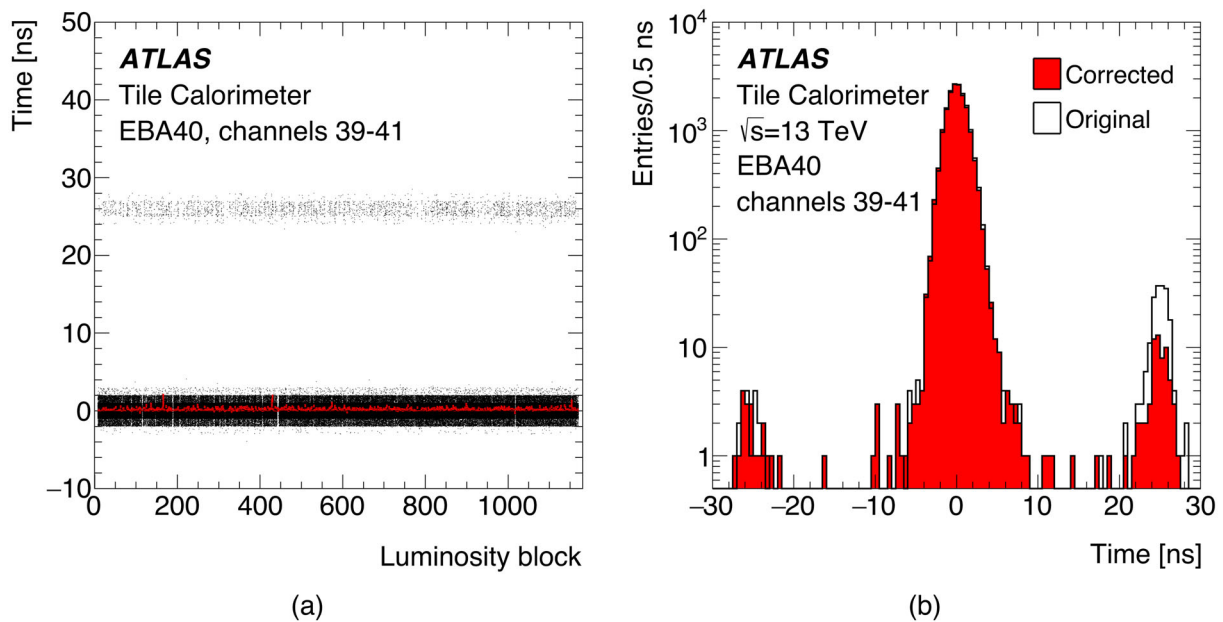 Time [ns]
50
40
30
20
10
0
−10
ATLAS
Tile Calorimeter
EBA40, channels 39-41
0 200 400 600 800 1000
Luminosity block
(a)
Entries/0.5 ns
10⁴
10³
10²
10
1
ATLAS
Tile Calorimeter
√s=13 TeV
EBA40
channels 39-41
Corrected
Original
−30 −20 −10 0 10 20 30
Time [ns]
(b)